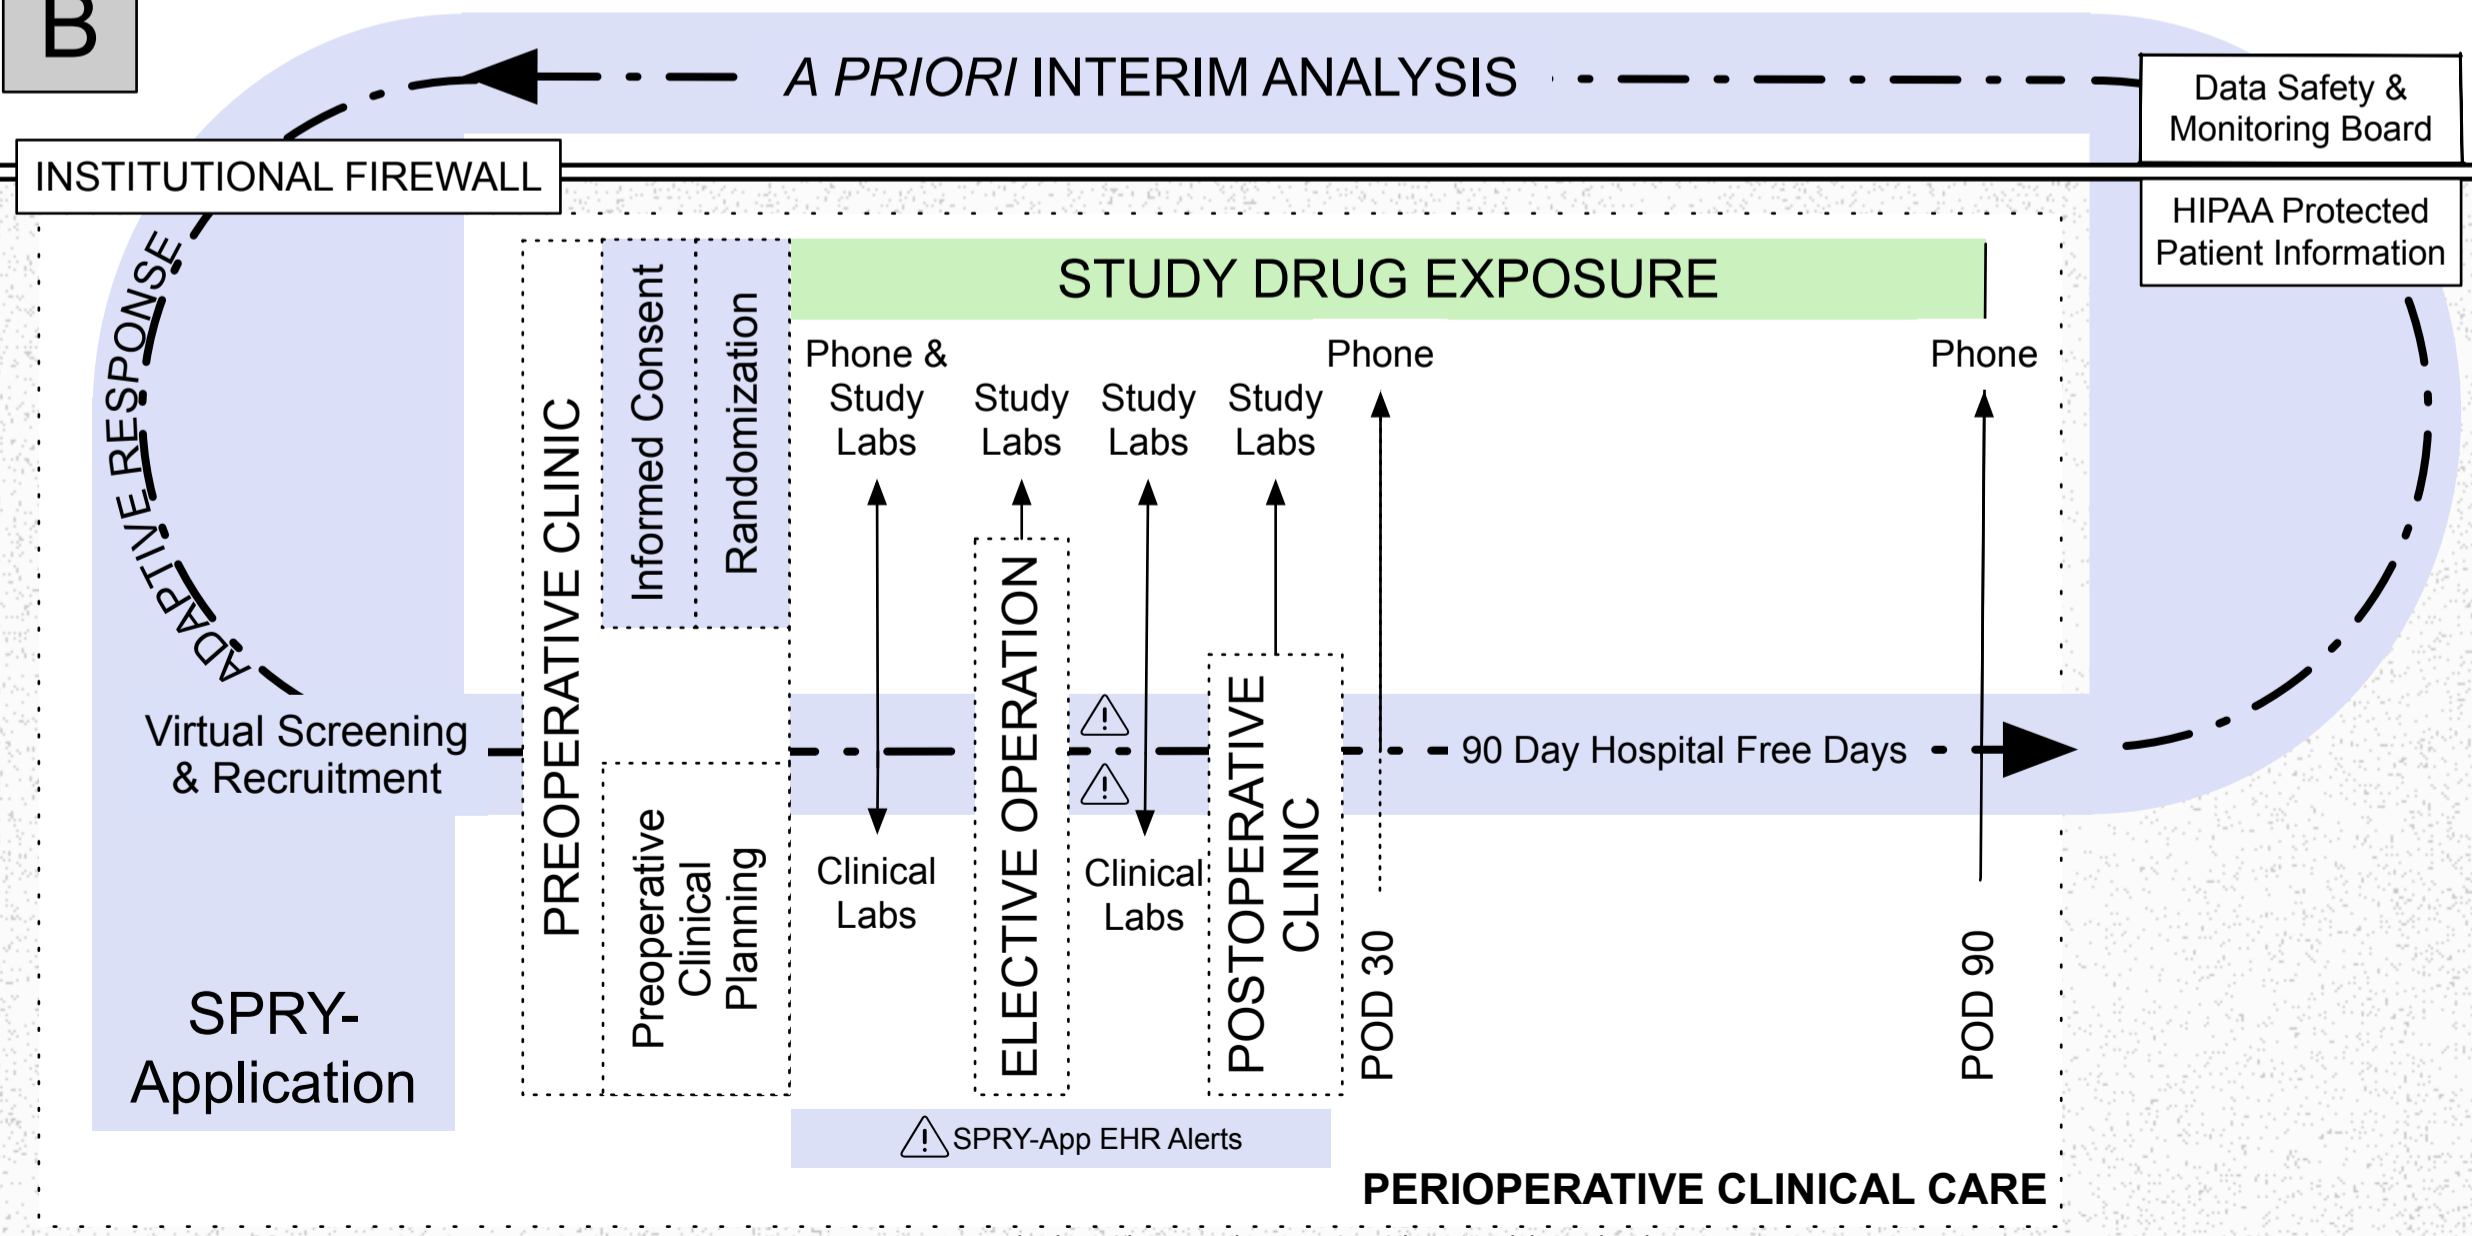 B
A PRIORI INTERIM ANALYSIS
Data Safety &
Monitoring Board
INSTITUTIONAL FIREWALL
HIPAA Protected
Patient Information
ADAPTIVE RESPONSE
STUDY DRUG EXPOSURE
PREOPERATIVE CLINIC
Informed Consent
Randomization
Phone &
Study
Labs
Study
Labs
Study
Labs
Study
Labs
Phone
Phone
Virtual Screening
& Recruitment
ELECTIVE OPERATION
POSTOPERATIVE
CLINIC
90 Day Hospital Free Days
Preoperative
Clinical
Planning
Clinical
Labs
Clinical
Labs
POD 30
POD 90
SPRY-
Application
SPRY-App EHR Alerts
PERIOPERATIVE CLINICAL CARE